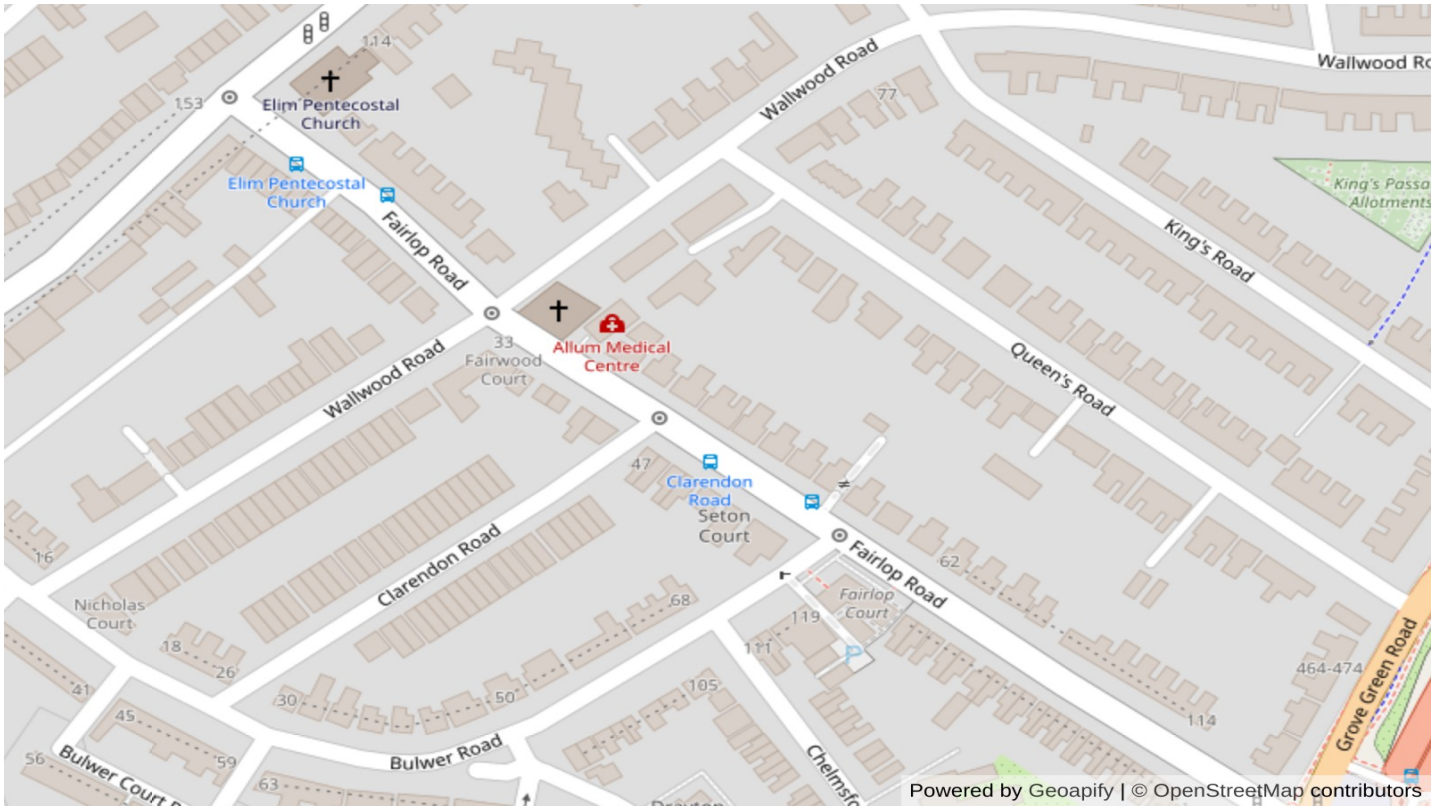 114
153
Elim Pentecostal
Church
Elim Pentecostal
Church
Fairlop Road
Wallwood Road
77
Wallwood Ro
King's Passa
Allotments
King's Road
33
Fairwood
Court
Allum Medical
Centre
Wallwood Road
Queen's Road
47
Clarendon
Road
Seton
Court
Clarendon Road
Fairlop Road
62
16
Nicholas
Court
18
26
68
Fairlop
Court
119
111
105
464-474
Grove Green Road
41
45
30
50
114
56
59
63
Bulwer Court R
Bulwer Road
Chelmsfo
P
Drayton
Powered by Geoapify | © OpenStreetMap contributors